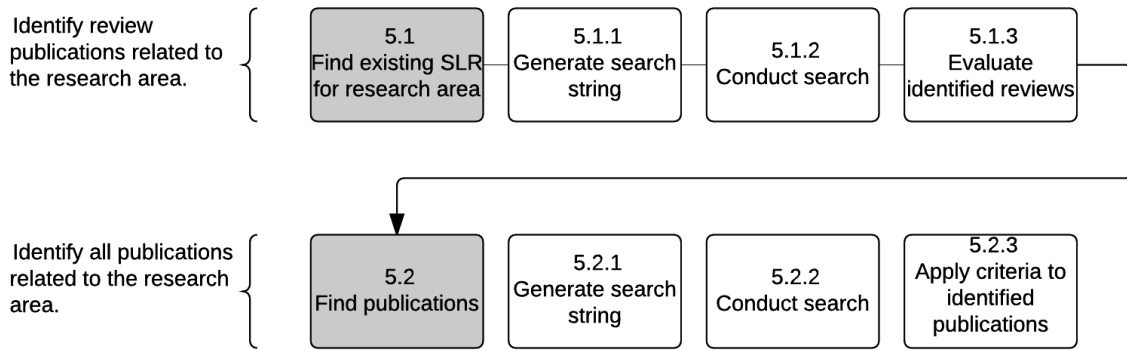 Identify review
publications related to
the research area.
5.1
Find existing SLR
for research area
5.1.1
Generate search
string
5.1.2
Conduct search
5.1.3
Evaluate
identified reviews
Identify all publications
related to the research
area.
5.2
Find publications
5.2.1
Generate search
string
5.2.2
Conduct search
5.2.3
Apply criteria to
identified
publications